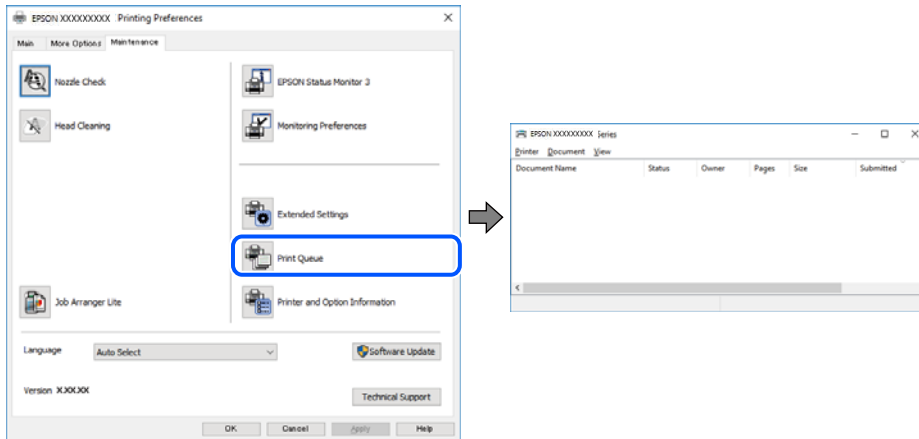 EPSON XXXXXXXXX Printing Preferences
Main More Options Maintenance
Nozzle Check
EPSON Status Monitor 3
Head Cleaning
Monitoring Preferences
Extended Settings
Print Queue
Job Arranger Lite
Printer and Option Information
Language Auto Select
Software Update
Version X.XX.XX
Technical Support
OK Cancel Apply Help
EPSON XXXXXXXXX Series
Printer Document View
Document Name Status Owner Pages Size Submitted